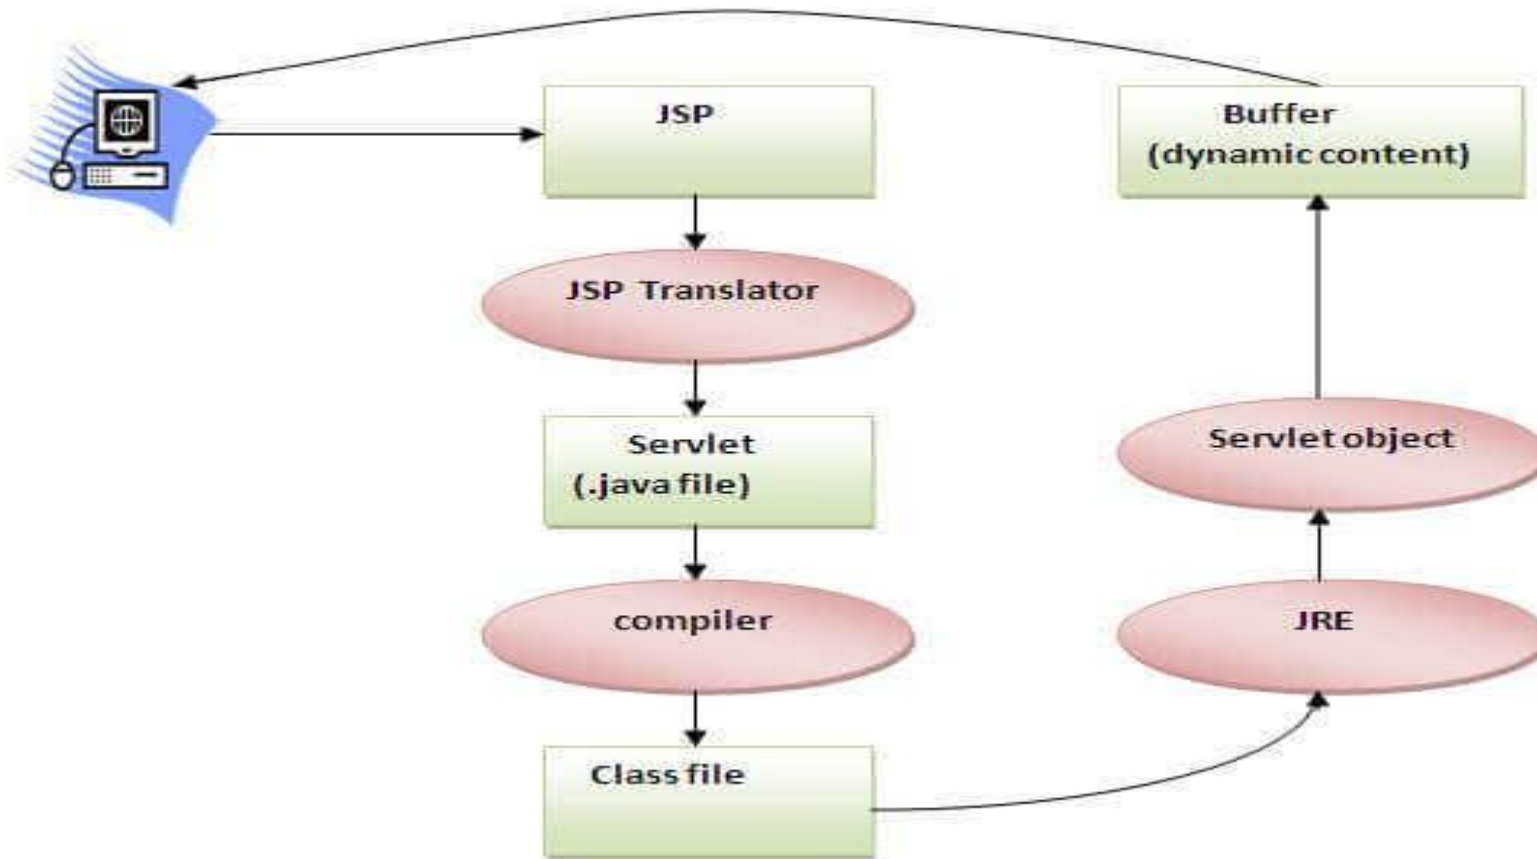 JSP
Buffer
(dynamic content)
JSP Translator
Servlet
(.java file)
Servlet object
compiler
JRE
Class file